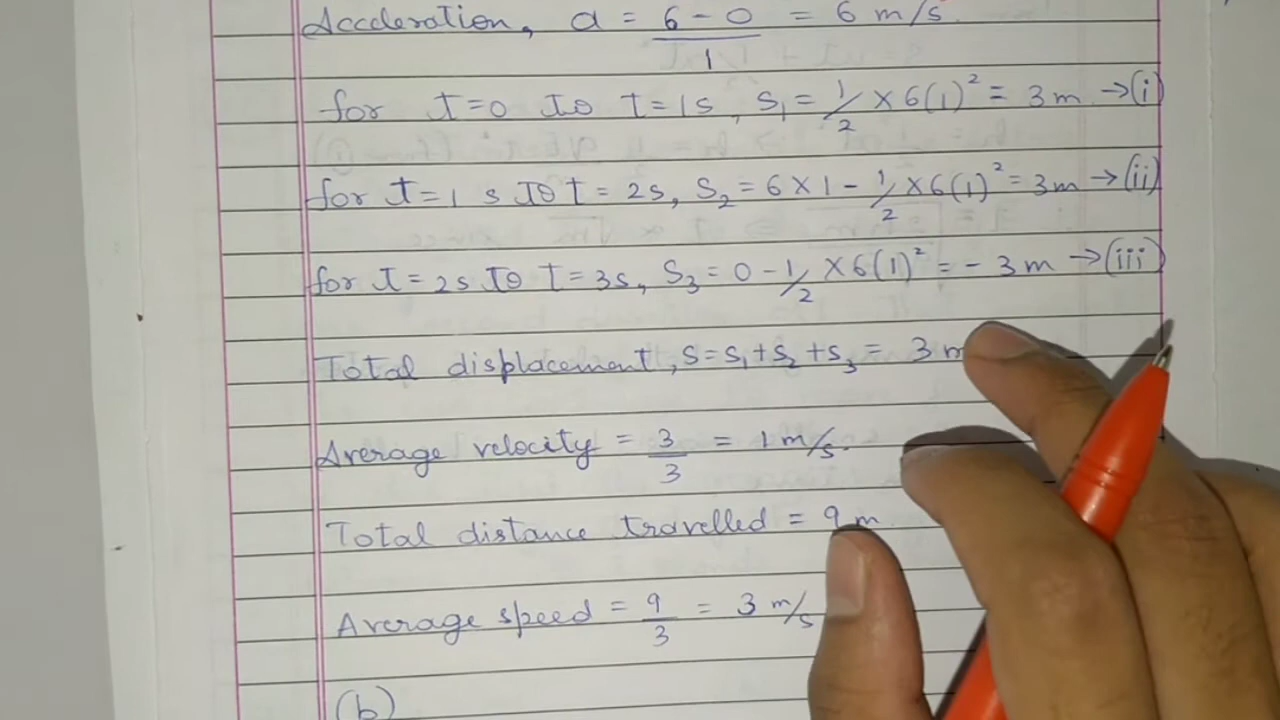 Acceleration, a = 6 - 0 / 1 = 6 m/s
for t=0 to t=1s, s₁ = 1/2 × 6(1)² = 3m →(i)
for t=1 s to t= 2s, S₂ = 6×1 - 1/2 × 6(1)² = 3m →(ii)
for t=2s to t=3s, S₃ = 0 - 1/2 × 6(1)² = - 3m →(iii)
Total displacement, s=s₁+s₂+s₃ = 3 m
Average velocity = 3/3 = 1 m/s.
Total distance travelled = 9 m
Average speed = 9/3 = 3 m/s
(b)